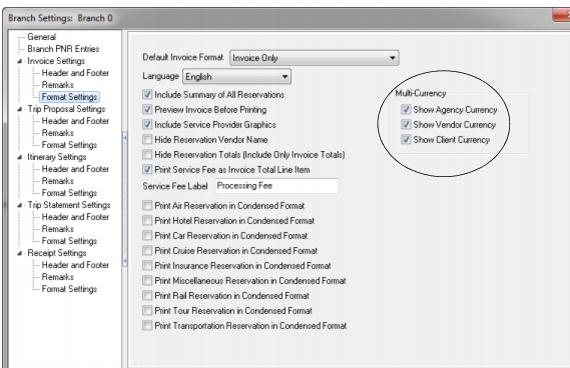 Branch Settings: Branch 0
General
Branch PNR Entries
Invoice Settings
Header and Footer
Remarks
Format Settings
Trip Proposal Settings
Header and Footer
Remarks
Format Settings
Itinerary Settings
Header and Footer
Remarks
Format Settings
Trip Statement Settings
Header and Footer
Remarks
Format Settings
Receipt Settings
Header and Footer
Remarks
Format Settings
Default Invoice Format Invoice Only
Language English
Include Summary of All Reservations
Preview Invoice Before Printing
Include Service Provider Graphics
Hide Reservation Vendor Name
Hide Reservation Totals (Include Only Invoice Totals)
Print Service Fee as Invoice Total Line Item
Service Fee Label Processing Fee
Print Air Reservation in Condensed Format
Print Hotel Reservation in Condensed Format
Print Car Reservation in Condensed Format
Print Cruise Reservation in Condensed Format
Print Insurance Reservation in Condensed Format
Print Miscellaneous Reservation in Condensed Format
Print Rail Reservation in Condensed Format
Print Tour Reservation in Condensed Format
Print Transportation Reservation in Condensed Format
Multi-Currency
Show Agency Currency
Show Vendor Currency
Show Client Currency